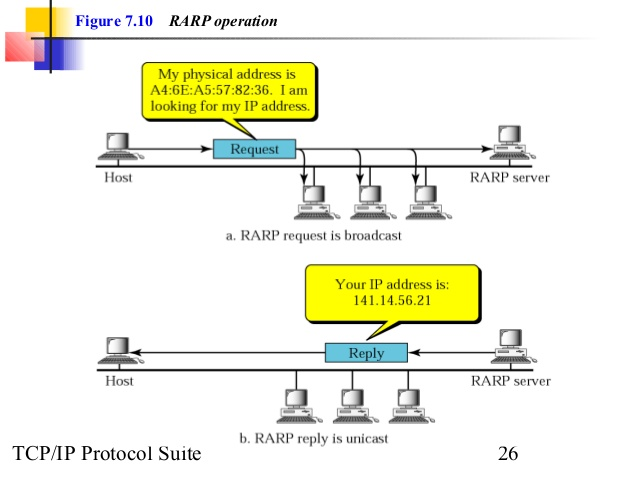 Figure 7.10 RARP operation
My physical address is
A4:6E:A5:57:82:36. I am
looking for my IP address.
Request
Host
RARP server
a. RARP request is broadcast
Your IP address is:
141.14.56.21
Reply
Host
RARP server
b. RARP reply is unicast
TCP/IP Protocol Suite 26